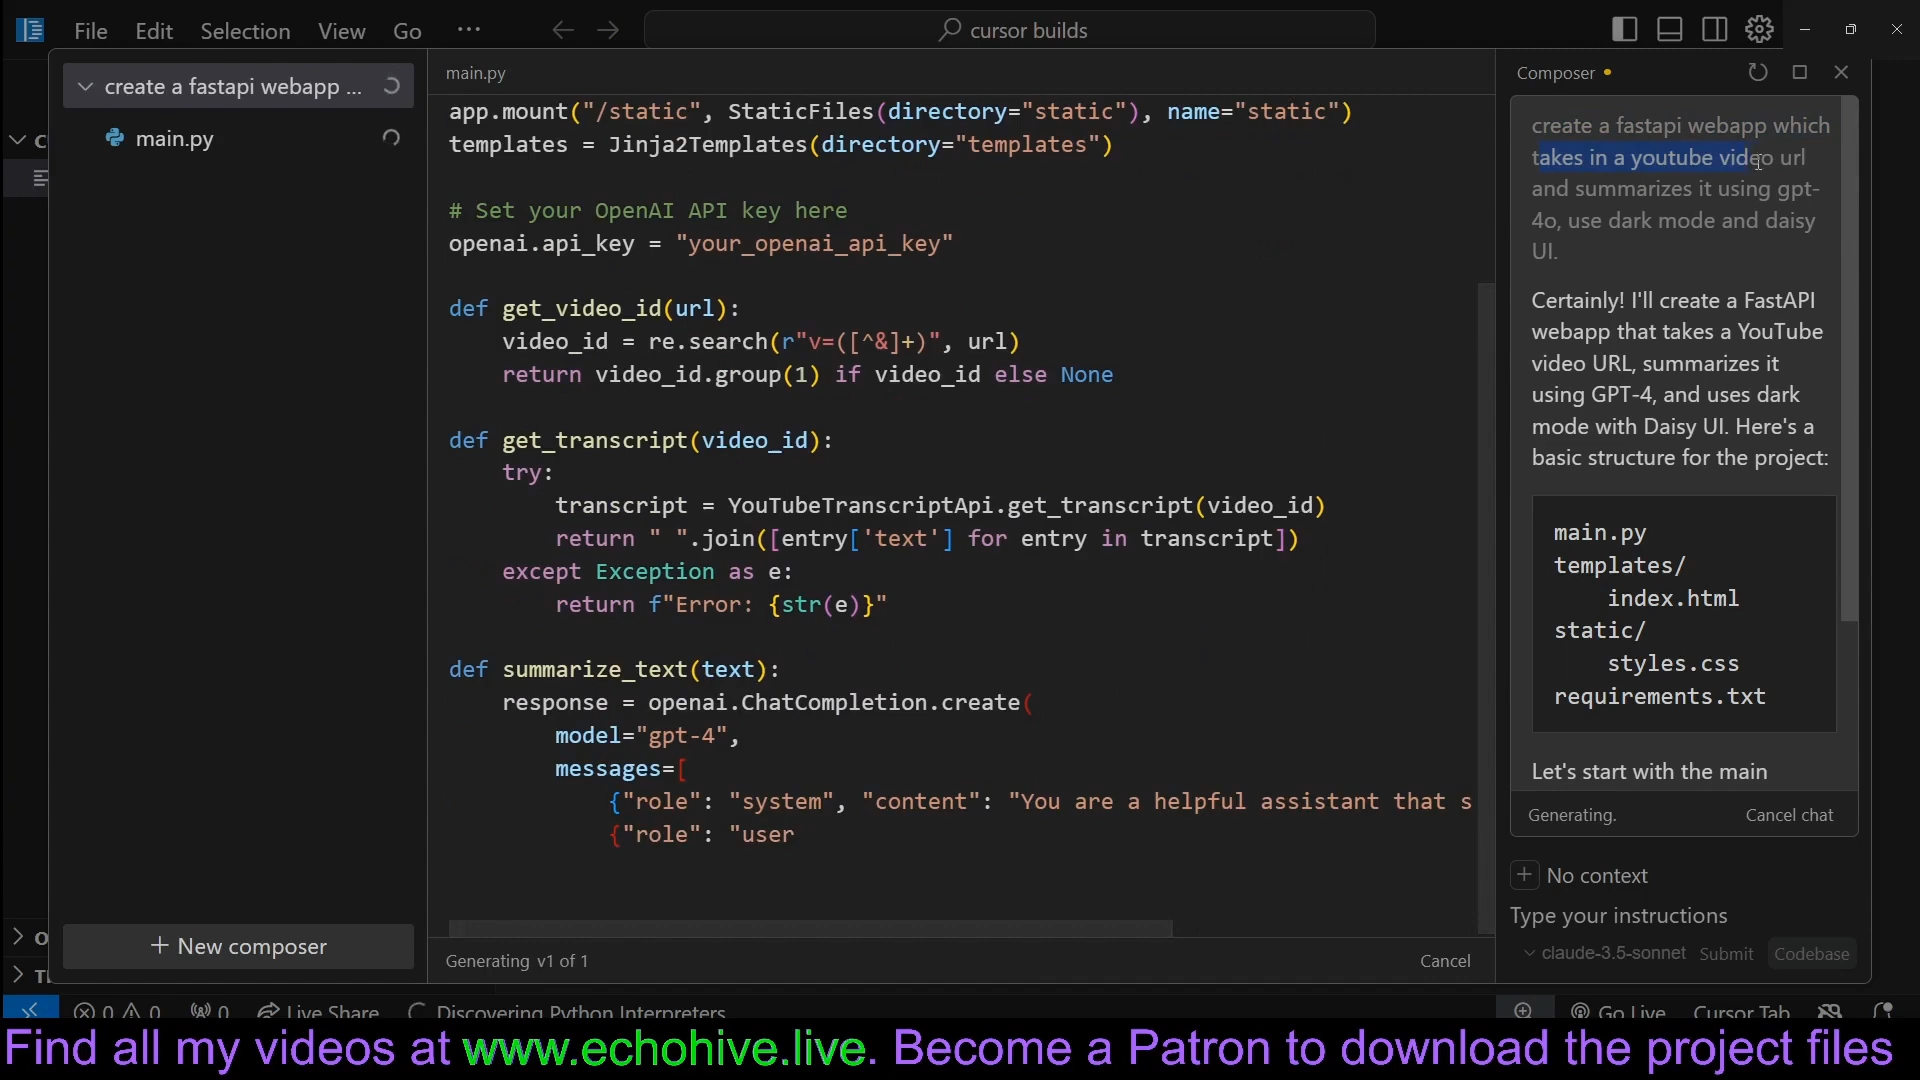 File Edit Selection View Go ··· cursor builds
create a fastapi webapp ...
main.py
+ New composer
main.py
app.mount("/static", StaticFiles(directory="static"), name="static")
templates = Jinja2Templates(directory="templates")
# Set your OpenAI API key here
openai.api_key = "your_openai_api_key"
def get_video_id(url):
    video_id = re.search(r"v=([^&]+)", url)
    return video_id.group(1) if video_id else None
def get_transcript(video_id):
    try:
        transcript = YouTubeTranscriptApi.get_transcript(video_id)
        return " ".join([entry['text'] for entry in transcript])
    except Exception as e:
        return f"Error: {str(e)}"
def summarize_text(text):
    response = openai.ChatCompletion.create(
        model="gpt-4",
        messages=[
            {"role": "system", "content": "You are a helpful assistant that s
            {"role": "user
Generating v1 of 1 Cancel
Composer
create a fastapi webapp which
takes in a youtube video url
and summarizes it using gpt-
4o, use dark mode and daisy
UI.
Certainly! I'll create a FastAPI
webapp that takes a YouTube
video URL, summarizes it
using GPT-4, and uses dark
mode with Daisy UI. Here's a
basic structure for the project:
main.py
templates/
    index.html
static/
    styles.css
requirements.txt
Let's start with the main
Generating. Cancel chat
+ No context
Type your instructions
claude-3.5-sonnet Submit Codebase
0 0 0 Live Share Discovering Python Interpreters Go Live Cursor Tab
Find all my videos at www.echohive.live. Become a Patron to download the project files